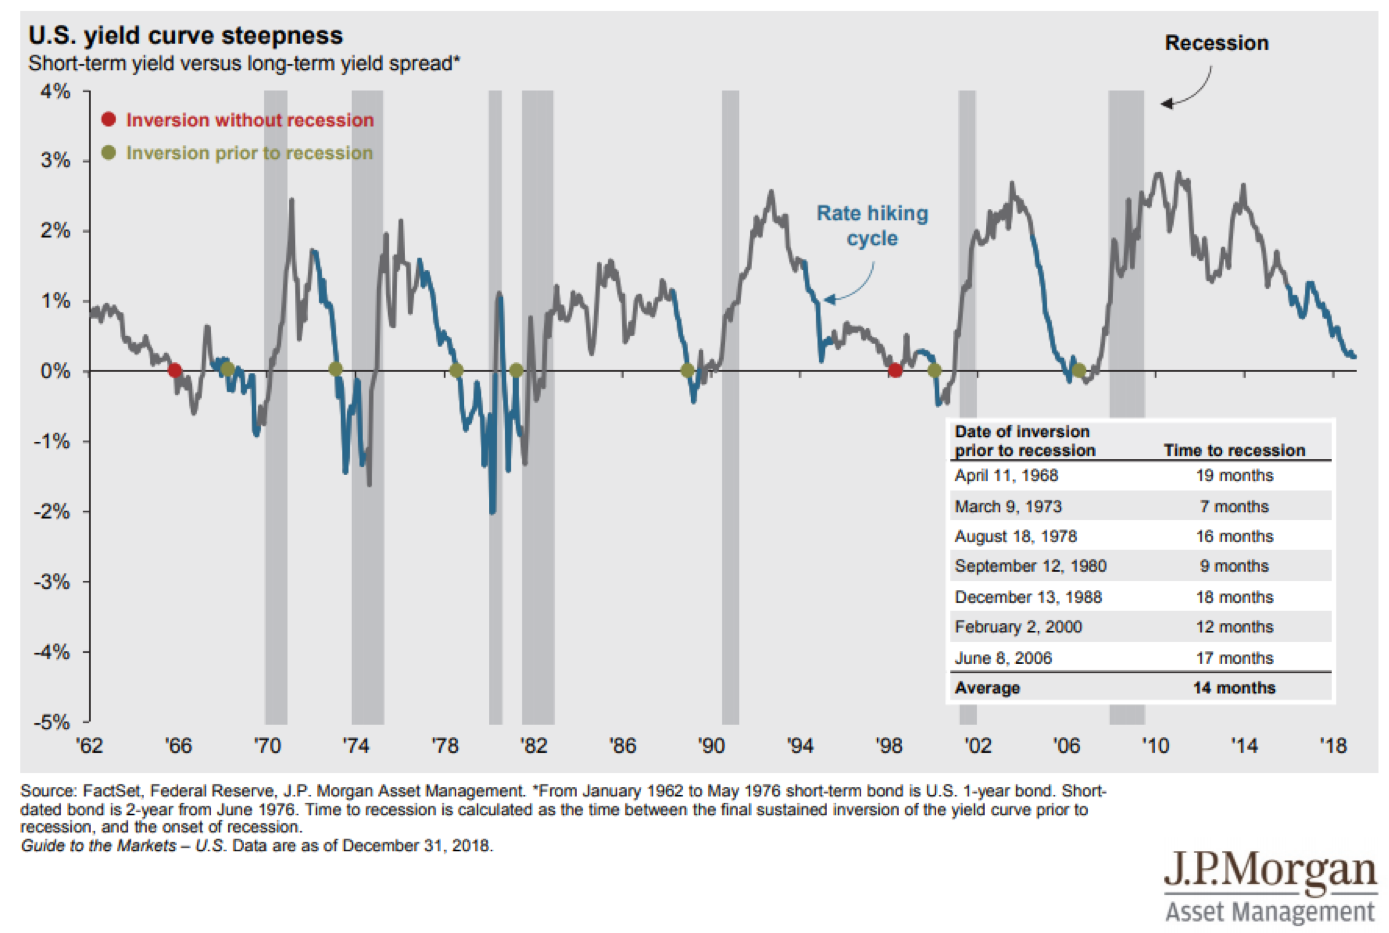 U.S. yield curve steepness
Short-term yield versus long-term yield spread*
Recession
4%
Inversion without recession
3%
Inversion prior to recession
2%
Rate hiking
cycle
1%
0%
-1%
-2%
-3%
-4%
-5%
Date of inversion
prior to recession Time to recession
April 11, 1968 19 months
March 9, 1973 7 months
August 18, 1978 16 months
September 12, 1980 9 months
December 13, 1988 18 months
February 2, 2000 12 months
June 8, 2006 17 months
Average 14 months
'62 '66 '70 '74 '78 '82 '86 '90 '94 '98 '02 '06 '10 '14 '18
Source: FactSet, Federal Reserve, J.P. Morgan Asset Management. *From January 1962 to May 1976 short-term bond is U.S. 1-year bond. Short-
dated bond is 2-year from June 1976. Time to recession is calculated as the time between the final sustained inversion of the yield curve prior to
recession, and the onset of recession.
Guide to the Markets – U.S. Data are as of December 31, 2018.
J.P.Morgan
Asset Management